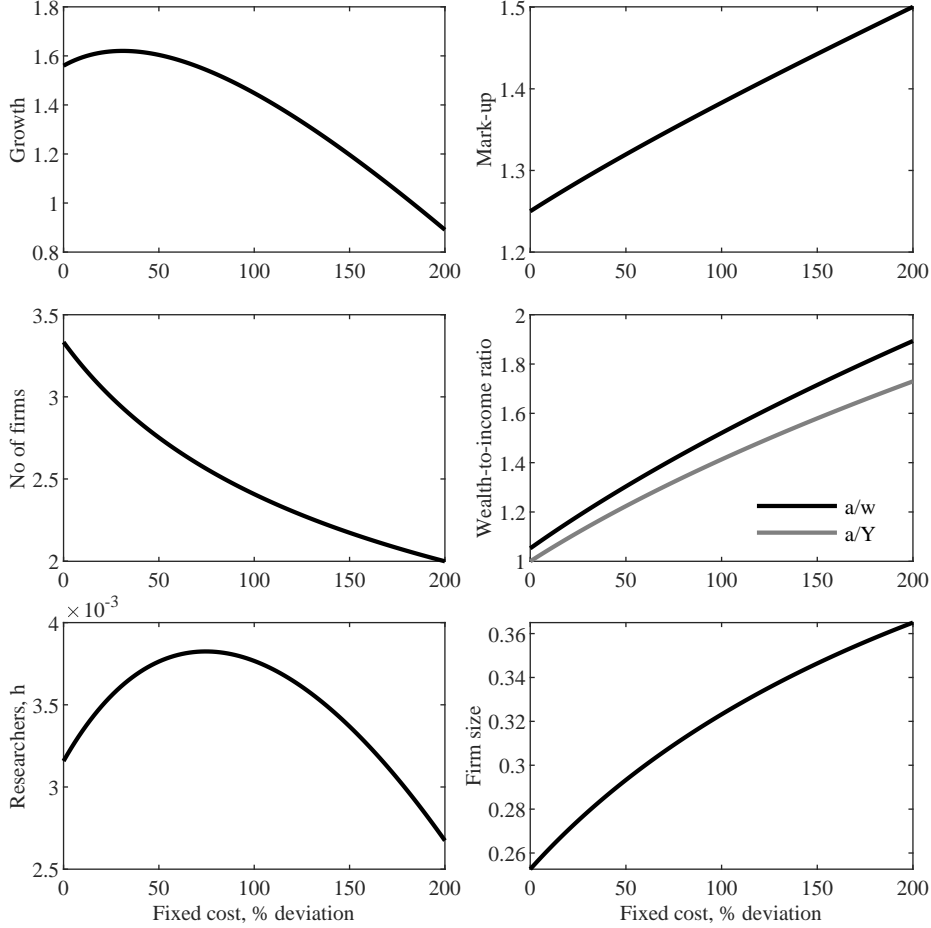 1.8
1.6
1.4
1.2
1
0.8
Growth
0 50 100 150 200
1.5
1.4
1.3
1.2
Mark-up
0 50 100 150 200
3.5
3
2.5
2
No of firms
0 50 100 150 200
2
1.8
1.6
1.4
1.2
1
Wealth-to-income ratio
a/w
a/Y
0 50 100 150 200
×10⁻³
4
3.5
3
2.5
Researchers, h
0 50 100 150 200
Fixed cost, % deviation
0.36
0.34
0.32
0.3
0.28
0.26
Firm size
0 50 100 150 200
Fixed cost, % deviation